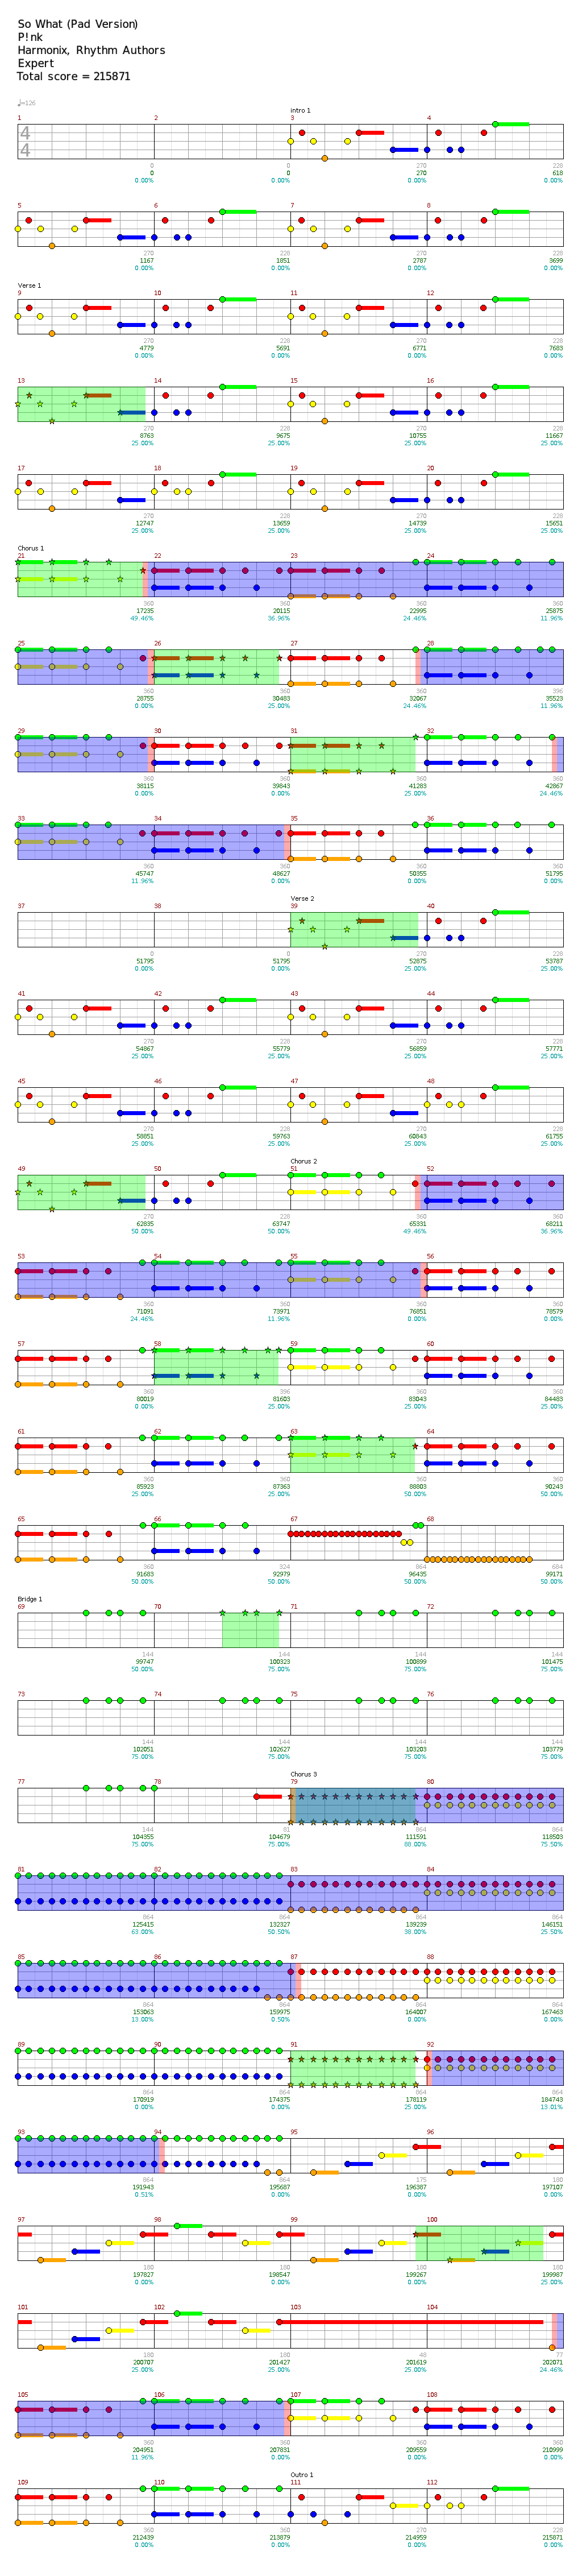 So What (Pad Version)
P!nk
Harmonix, Rhythm Authors
Expert
Total score = 215871
♩=126
intro 1
1 2 3 4
4
4
0 0 270 228
0 0 270 618
0.00% 0.00% 0.00% 0.00%
5 6 7 8
270 228 270 228
1167 1851 2787 3699
0.00% 0.00% 0.00% 0.00%
Verse 1
9 10 11 12
270 228 270 228
4779 5691 6771 7683
0.00% 0.00% 0.00% 0.00%
13 14 15 16
270 228 270 228
8763 9675 10755 11667
25.00% 25.00% 25.00% 25.00%
17 18 19 20
270 228 270 228
12747 13659 14739 15651
25.00% 25.00% 25.00% 25.00%
Chorus 1
21 22 23 24
360 360 360 360
17235 20115 22995 25875
49.46% 36.96% 24.46% 11.96%
25 26 27 28
360 360 360 396
28755 30483 32067 35523
0.00% 25.00% 24.46% 11.96%
29 30 31 32
360 360 360 360
38115 39843 41283 42867
0.00% 0.00% 25.00% 24.46%
33 34 35 36
360 360 360 360
45747 48627 50355 51795
11.96% 0.00% 0.00% 0.00%
Verse 2
37 38 39 40
0 0 270 228
51795 51795 52875 53787
0.00% 0.00% 25.00% 25.00%
41 42 43 44
270 228 270 228
54867 55779 56859 57771
25.00% 25.00% 25.00% 25.00%
45 46 47 48
270 228 270 228
58851 59763 60843 61755
25.00% 25.00% 25.00% 25.00%
Chorus 2
49 50 51 52
270 228 360 360
62835 63747 65331 68211
50.00% 50.00% 49.46% 36.96%
53 54 55 56
360 360 360 360
71091 73971 76851 78579
24.46% 11.96% 0.00% 0.00%
57 58 59 60
360 396 360 360
80019 81603 83043 84483
0.00% 25.00% 25.00% 25.00%
61 62 63 64
360 360 360 360
85923 87363 88803 90243
25.00% 25.00% 50.00% 50.00%
65 66 67 68
360 324 864 684
91683 92979 96435 99171
50.00% 50.00% 50.00% 50.00%
Bridge 1
69 70 71 72
144 144 144 144
99747 100323 100899 101475
50.00% 75.00% 75.00% 75.00%
73 74 75 76
144 144 144 144
102051 102627 103203 103779
75.00% 75.00% 75.00% 75.00%
Chorus 3
77 78 79 80
144 81 864 864
104355 104679 111591 118503
75.00% 75.00% 88.00% 75.50%
81 82 83 84
864 864 864 864
125415 132327 139239 146151
63.00% 50.50% 38.00% 25.50%
85 86 87 88
864 864 864 864
153063 159975 164007 167463
13.00% 0.50% 0.00% 0.00%
89 90 91 92
864 864 864 864
170919 174375 178119 184743
0.00% 0.00% 25.00% 13.01%
93 94 95 96
864 864 175 180
191943 195687 196387 197107
0.51% 0.00% 0.00% 0.00%
97 98 99 100
180 180 180 180
197827 198547 199267 199987
0.00% 0.00% 0.00% 25.00%
101 102 103 104
180 180 48 77
200707 201427 201619 202071
25.00% 25.00% 25.00% 24.46%
105 106 107 108
360 360 360 360
204951 207831 209559 210999
11.96% 0.00% 0.00% 0.00%
Outro 1
109 110 111 112
360 360 270 228
212439 213879 214959 215871
0.00% 0.00% 0.00% 0.00%